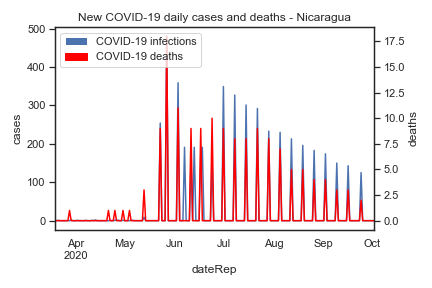 New COVID-19 daily cases and deaths - Nicaragua
COVID-19 infections
COVID-19 deaths
500
400
300
200
100
0
cases
17.5
15.0
12.5
10.0
7.5
5.0
2.5
0.0
deaths
Apr May Jun Jul Aug Sep Oct
2020
dateRep